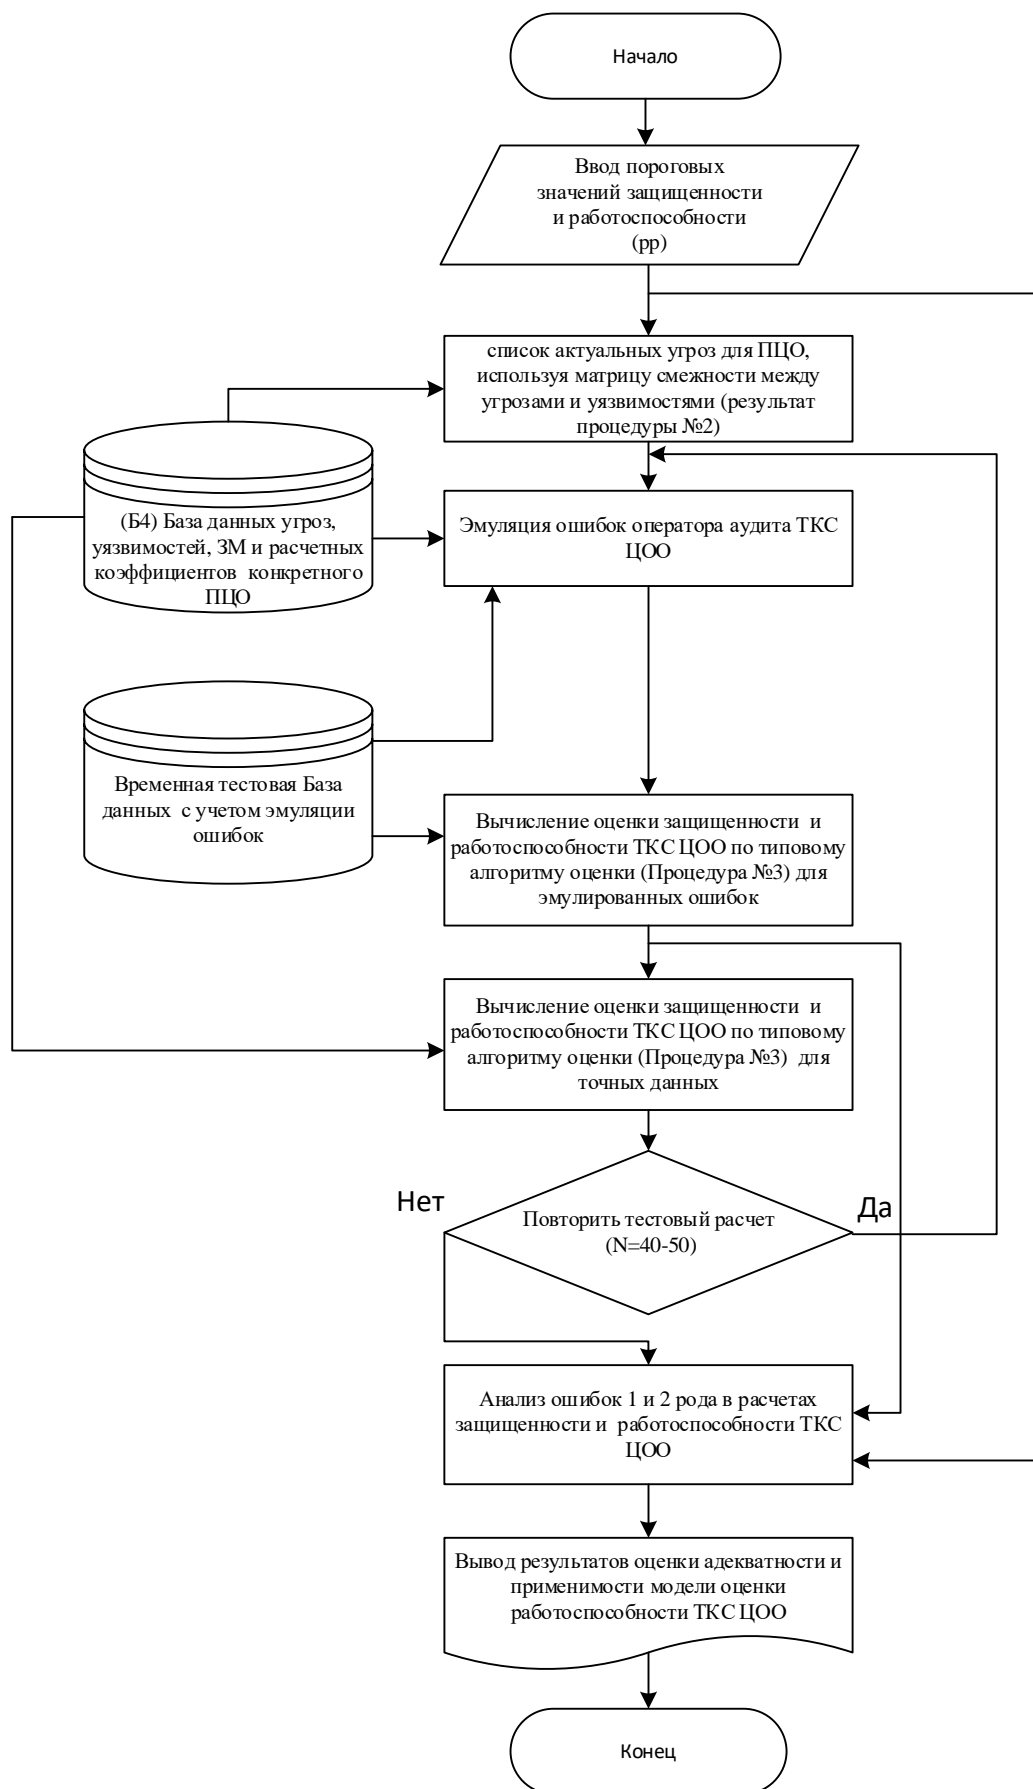 Начало
Ввод пороговых
значений защищенности
и работоспособности
(pp)
список актуальных угроз для ПЦО,
используя матрицу смежности между
угрозами и уязвимостями (результат
процедуры №2)
(Б4) База данных угроз,
уязвимостей, ЗМ и расчетных
коэффициентов конкретного
ПЦО
Эмуляция ошибок оператора аудита ТКС
ЦОО
Временная тестовая База
данных с учетом эмуляции
ошибок
Вычисление оценки защищенности и
работоспособности ТКС ЦОО по типовому
алгоритму оценки (Процедура №3) для
эмулированных ошибок
Вычисление оценки защищенности и
работоспособности ТКС ЦОО по типовому
алгоритму оценки (Процедура №3) для
точных данных
Нет
Да
Повторить тестовый расчет
(N=40-50)
Анализ ошибок 1 и 2 рода в расчетах
защищенности и работоспособности ТКС
ЦОО
Вывод результатов оценки адекватности и
применимости модели оценки
работоспособности ТКС ЦОО
Конец